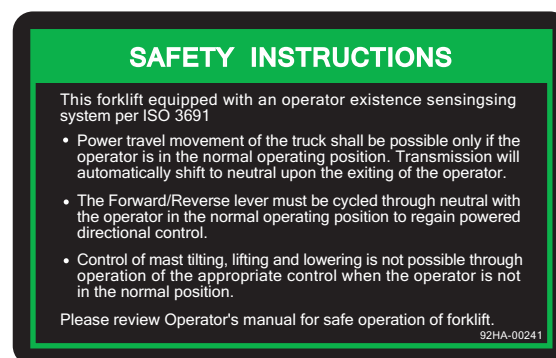 SAFETY INSTRUCTIONS
This forklift equipped with an operator existence sensingsing
system per ISO 3691
• Power travel movement of the truck shall be possible only if the
operator is in the normal operating position. Transmission will
automatically shift to neutral upon the exiting of the operator.
• The Forward/Reverse lever must be cycled through neutral with
the operator in the normal operating position to regain powered
directional control.
• Control of mast tilting, lifting and lowering is not possible through
operation of the appropriate control when the operator is not
in the normal position.
Please review Operator's manual for safe operation of forklift.
92HA-00241